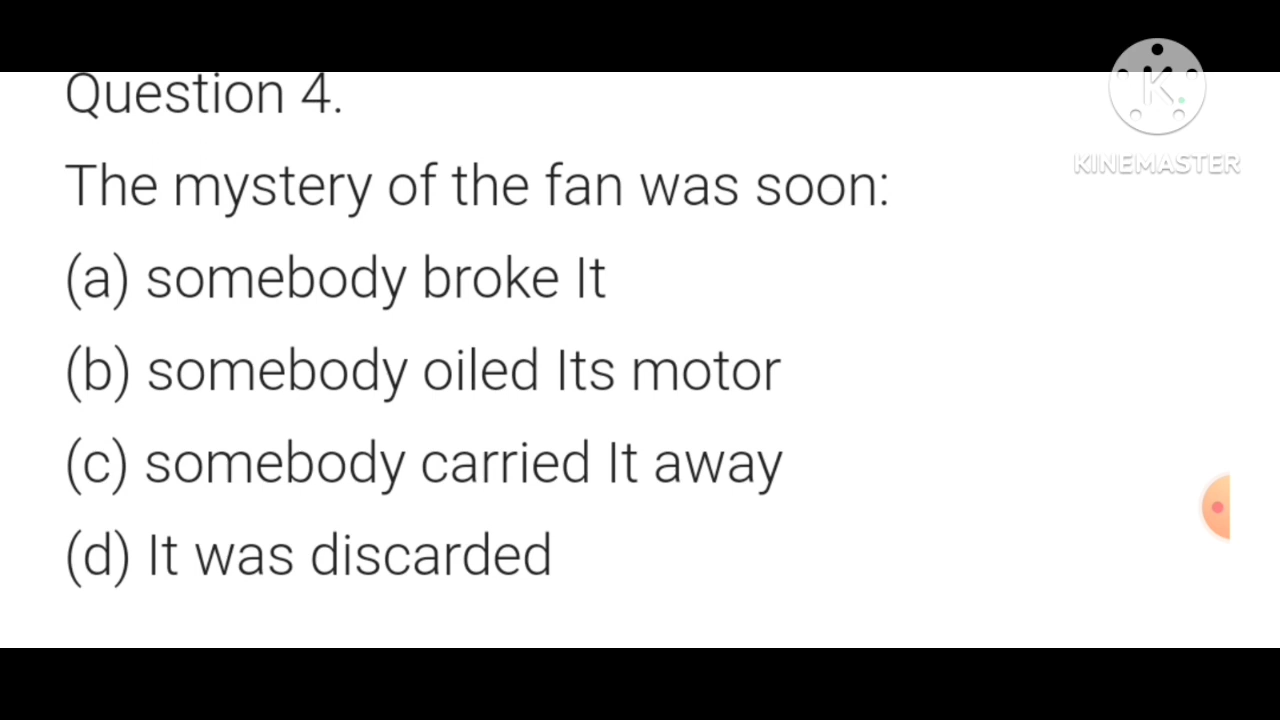 Question 4.
KINEMASTER
The mystery of the fan was soon:
(a) somebody broke It
(b) somebody oiled Its motor
(c) somebody carried It away
(d) It was discarded